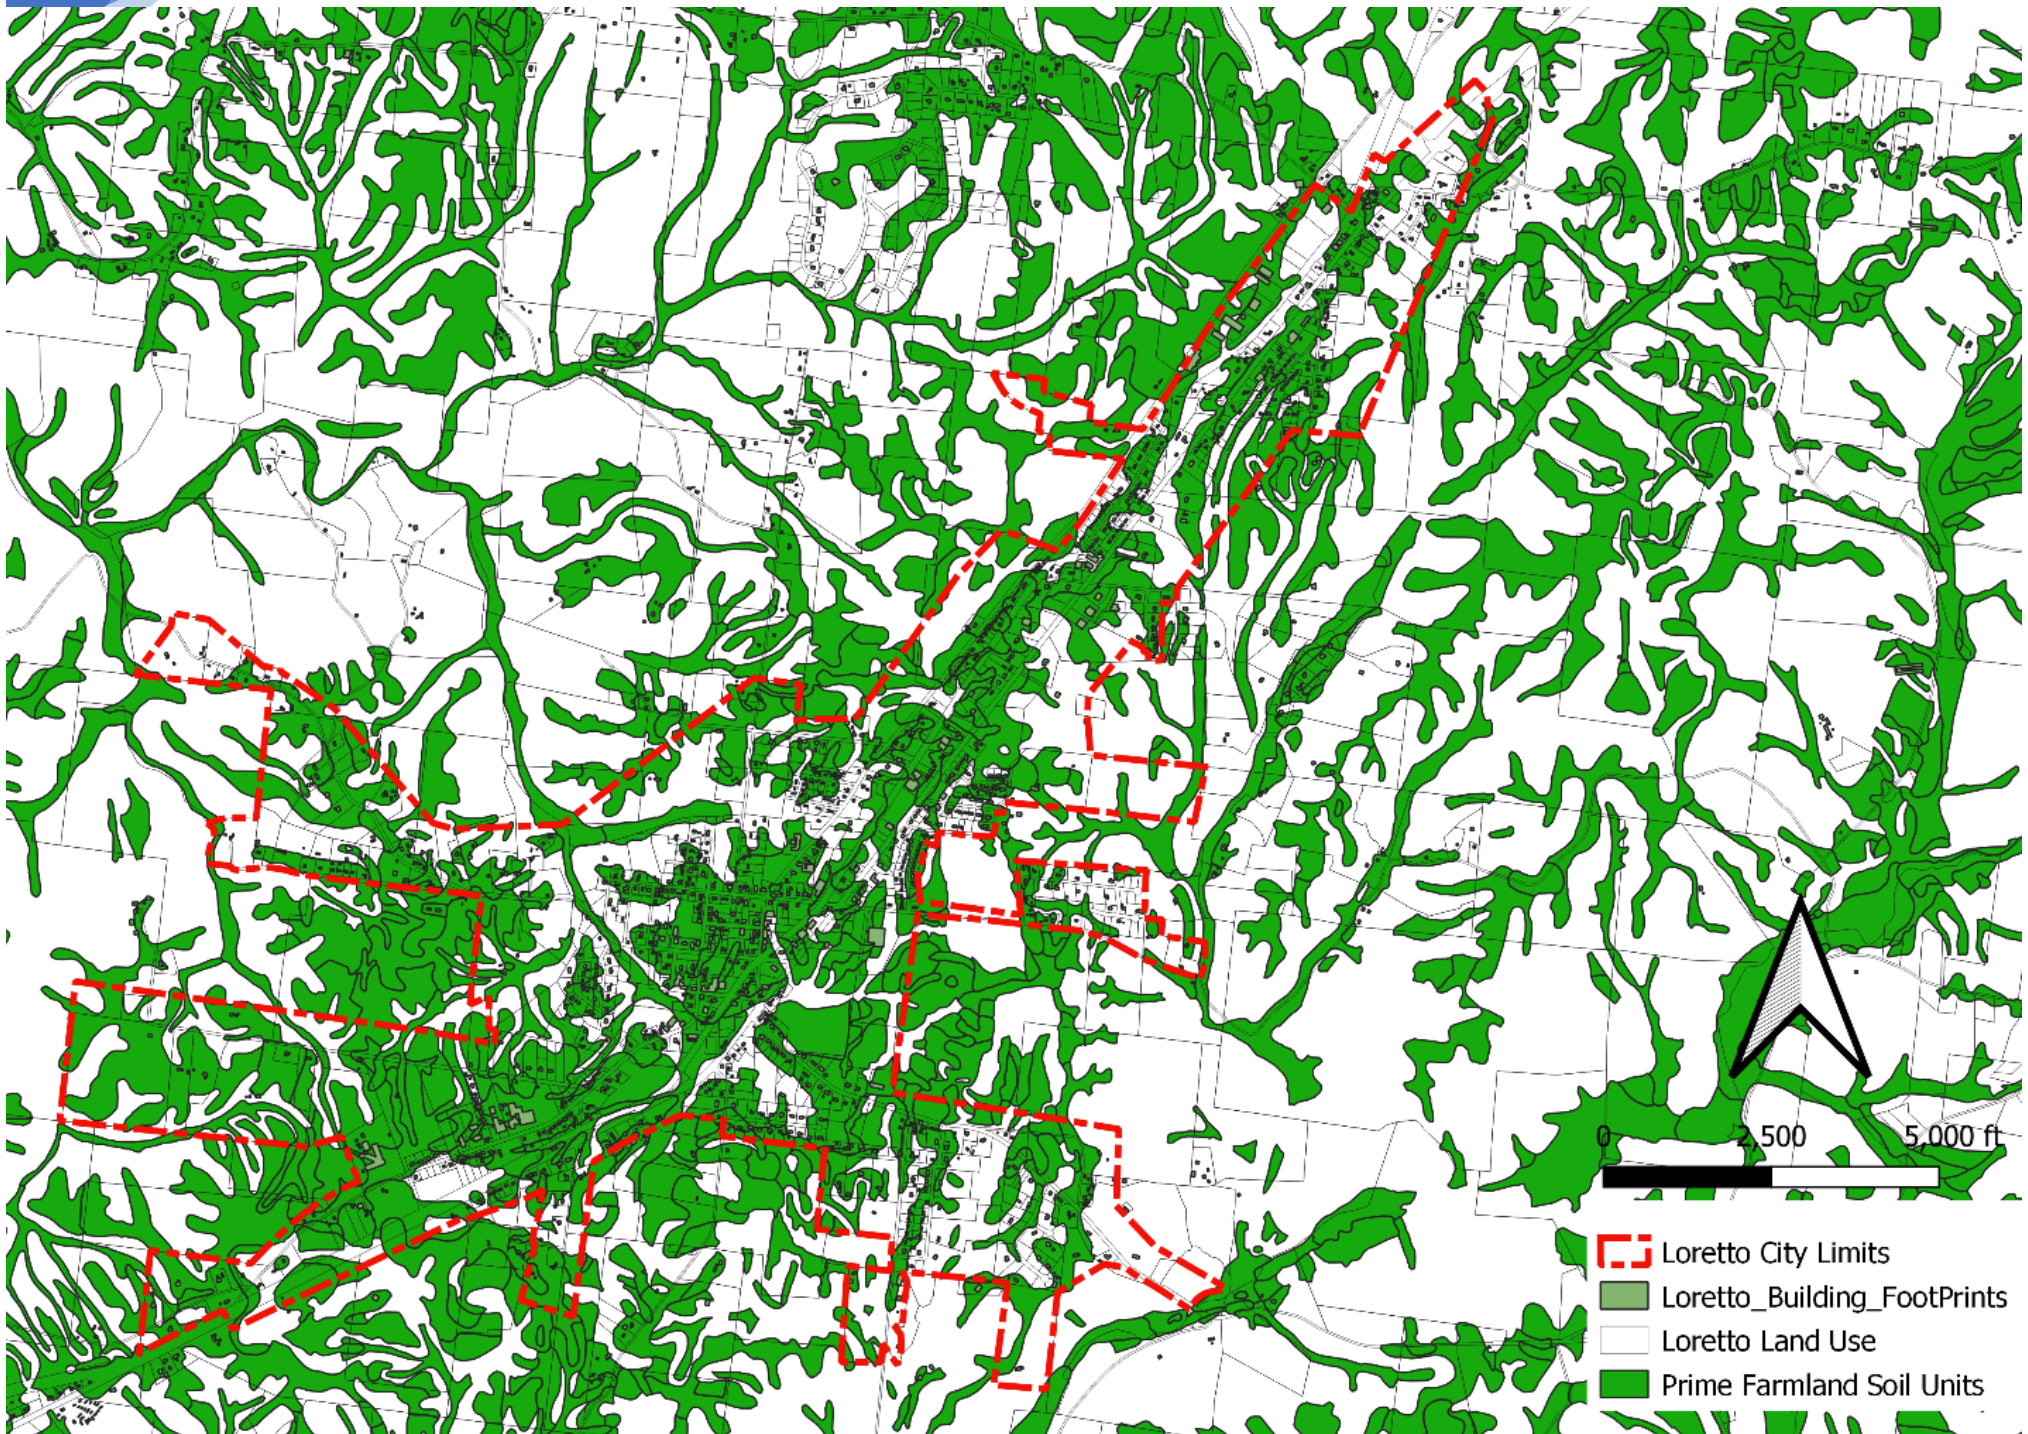 0 2,500 5,000 ft
Loretto City Limits
Loretto_Building_FootPrints
Loretto Land Use
Prime Farmland Soil Units